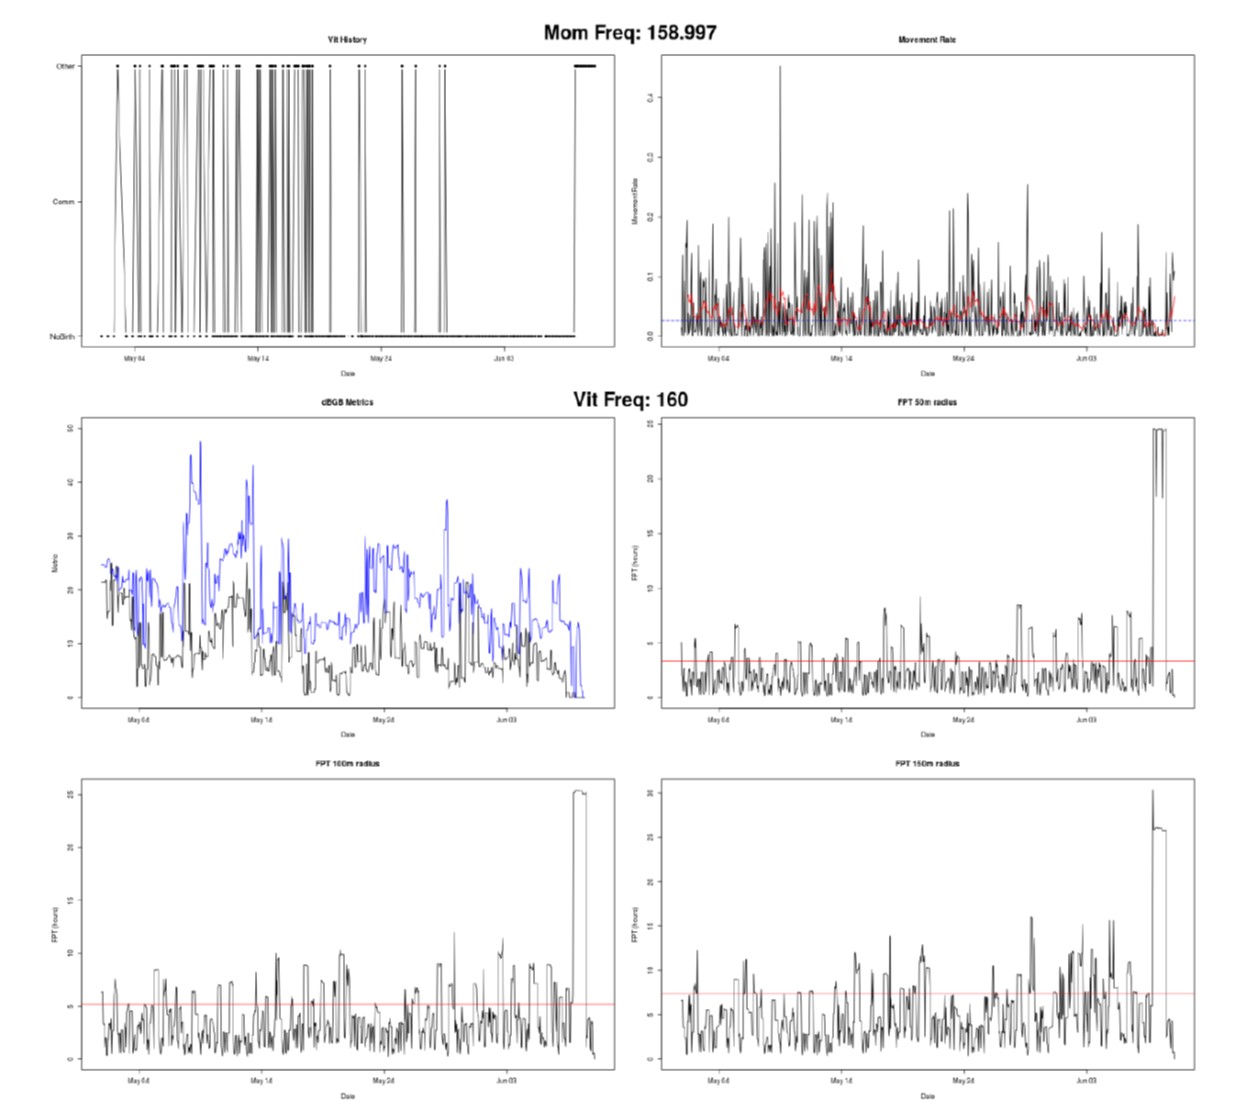 Mom Freq: 158.997
Vit History
Movement Rate
Other
Comm
NoBirth
May 04
May 14
May 24
Jun 03
Date
Movement Rate
0.0
0.1
0.2
0.3
0.4
May 04
May 14
May 24
Jun 03
Date
Vit Freq: 160
dBGB Metrics
FPT 50m radius
Metric
0
10
20
30
40
50
May 04
May 14
May 24
Jun 03
Date
FPT (hours)
0
5
10
15
20
25
May 04
May 14
May 24
Jun 03
Date
FPT 100m radius
FPT 150m radius
FPT (hours)
0
5
10
15
20
25
May 04
May 14
May 24
Jun 03
Date
FPT (hours)
0
5
10
15
20
25
30
May 04
May 14
May 24
Jun 03
Date